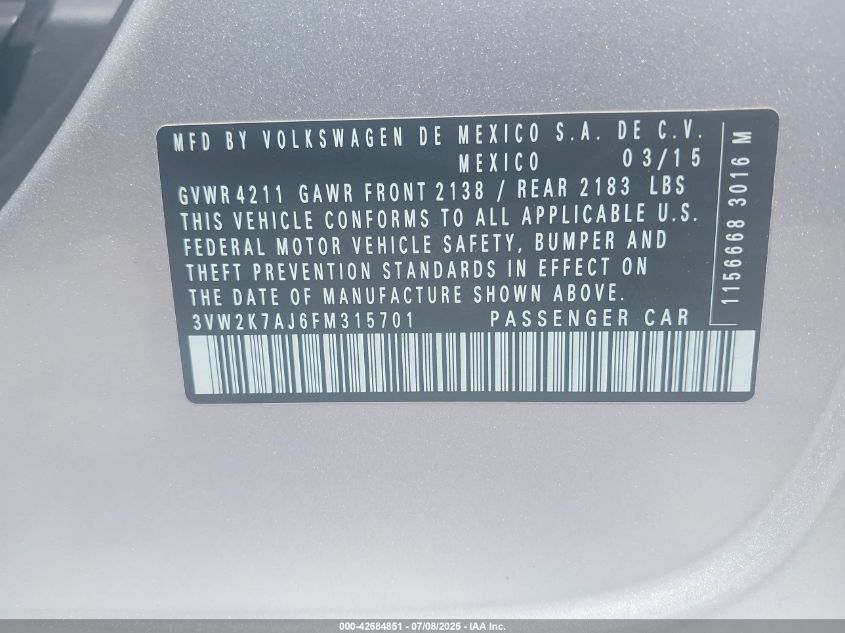 MFD BY VOLKSWAGEN DE MEXICO S.A. DE C.V.
MEXICO 03/15
GVWR 4211 GAWR FRONT 2138 / REAR 2183 LBS
THIS VEHICLE CONFORMS TO ALL APPLICABLE U.S.
FEDERAL MOTOR VEHICLE SAFETY, BUMPER AND
THEFT PREVENTION STANDARDS IN EFFECT ON
THE DATE OF MANUFACTURE SHOWN ABOVE.
3VW2K7AJ6FM315701 PASSENGER CAR
1156668 3016 M
000-42684851 - 07/08/2025 - IAA Inc.